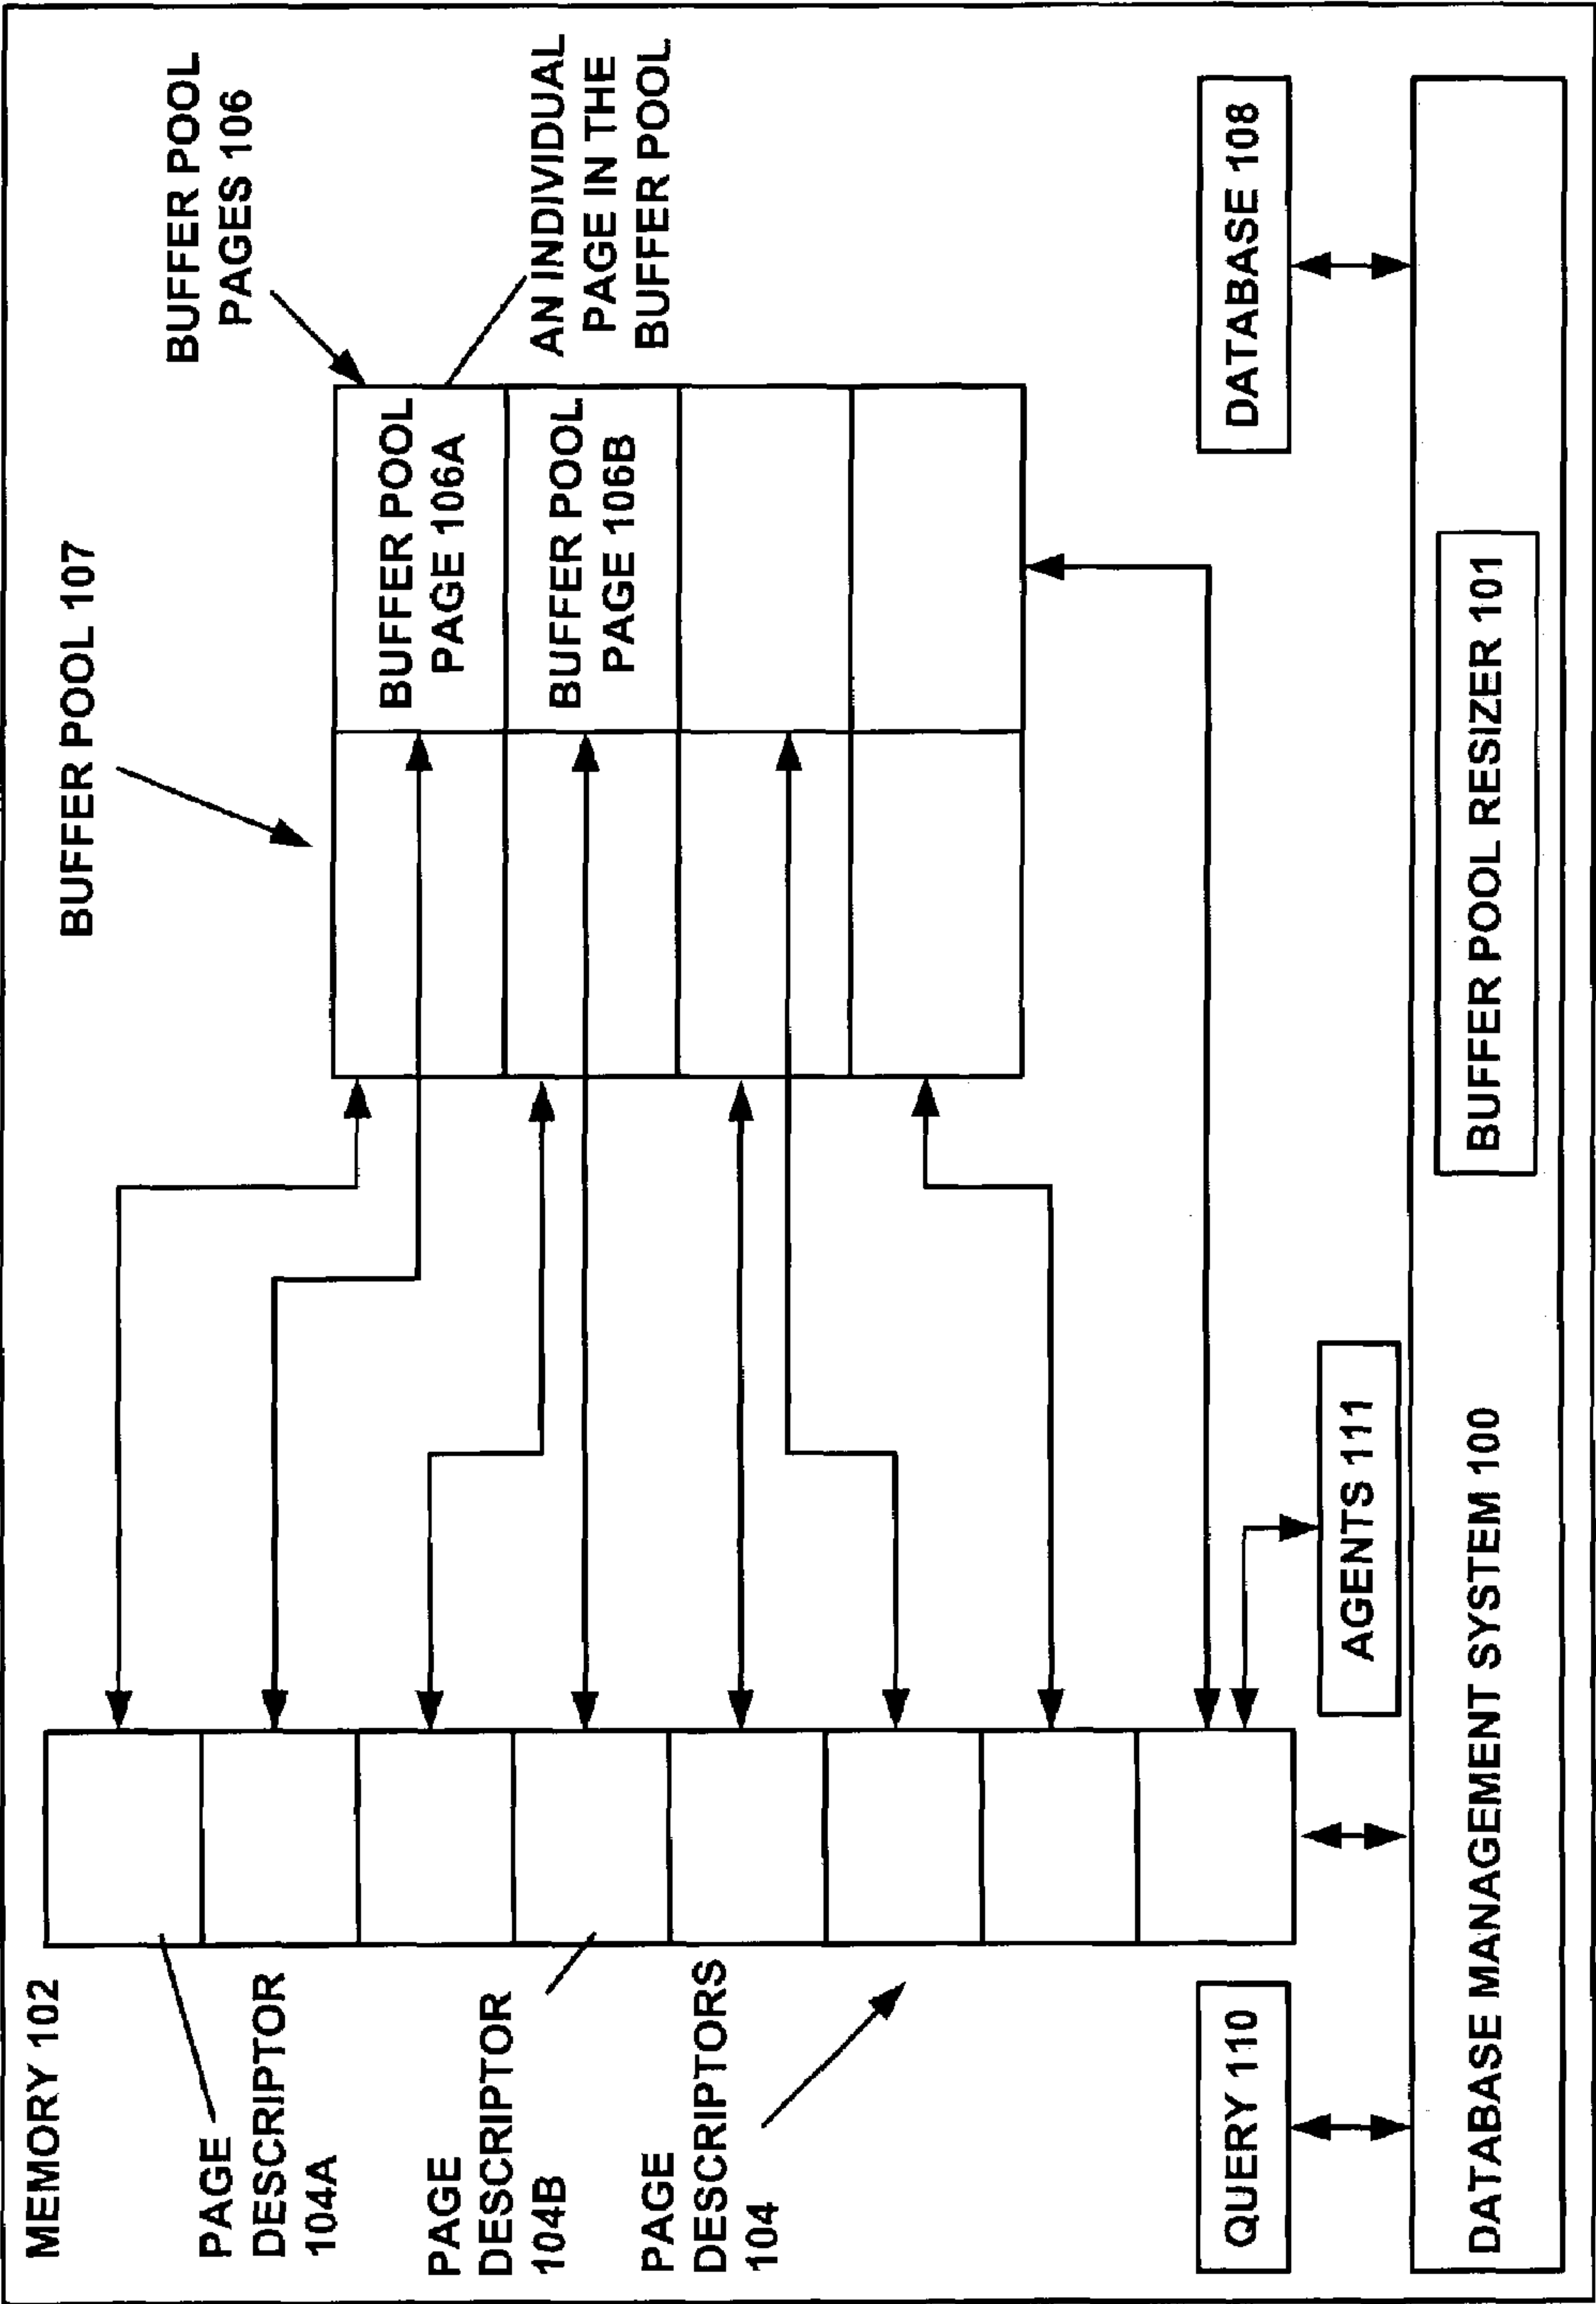 MEMORY 102
PAGE
DESCRIPTOR
104A
PAGE
DESCRIPTOR
104B
PAGE
DESCRIPTORS
104
BUFFER POOL 107
BUFFER POOL
PAGES 106
BUFFER POOL
PAGE 106A
BUFFER POOL
PAGE 106B
AN INDIVIDUAL
PAGE IN THE
BUFFER POOL
QUERY 110
AGENTS 111
DATABASE 108
DATABASE MANAGEMENT SYSTEM 100
BUFFER POOL RESIZER 101